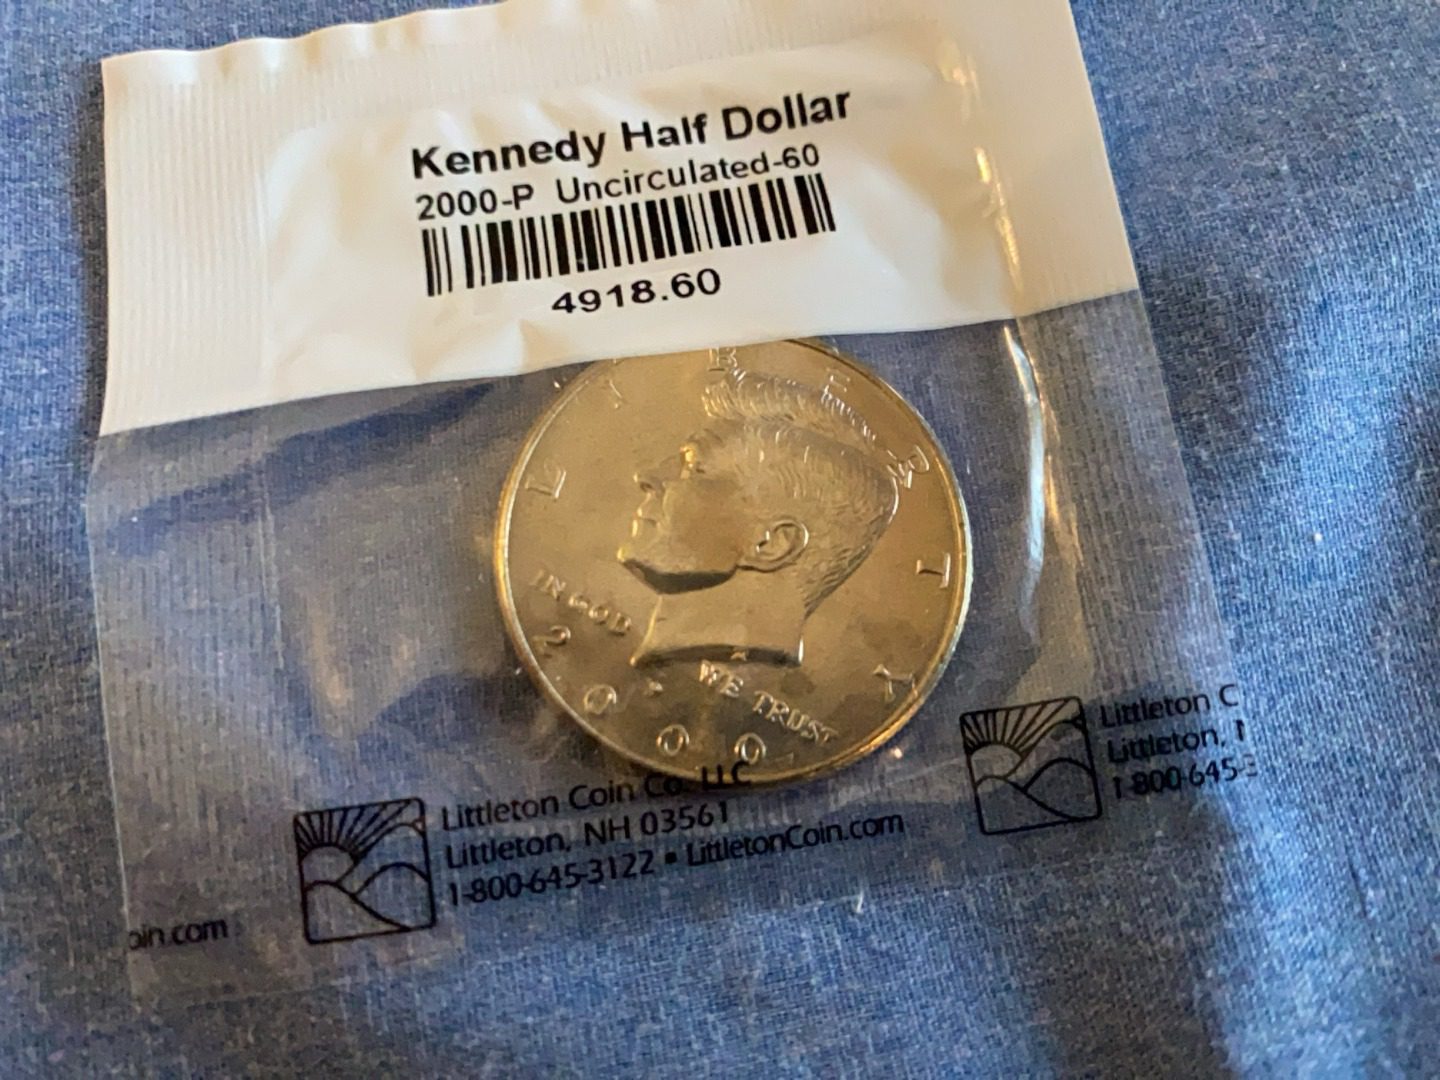 Kennedy Half Dollar
2000-P Uncirculated-60
4918.60
LIBERTY
IN GOD
WE TRUST
2000
Littleton Coin Co. LLC
Littleton, NH 03561
1-800-645-3122 • LittletonCoin.com
Littleton C
Littleton, N
1-800-645-3
oin.com